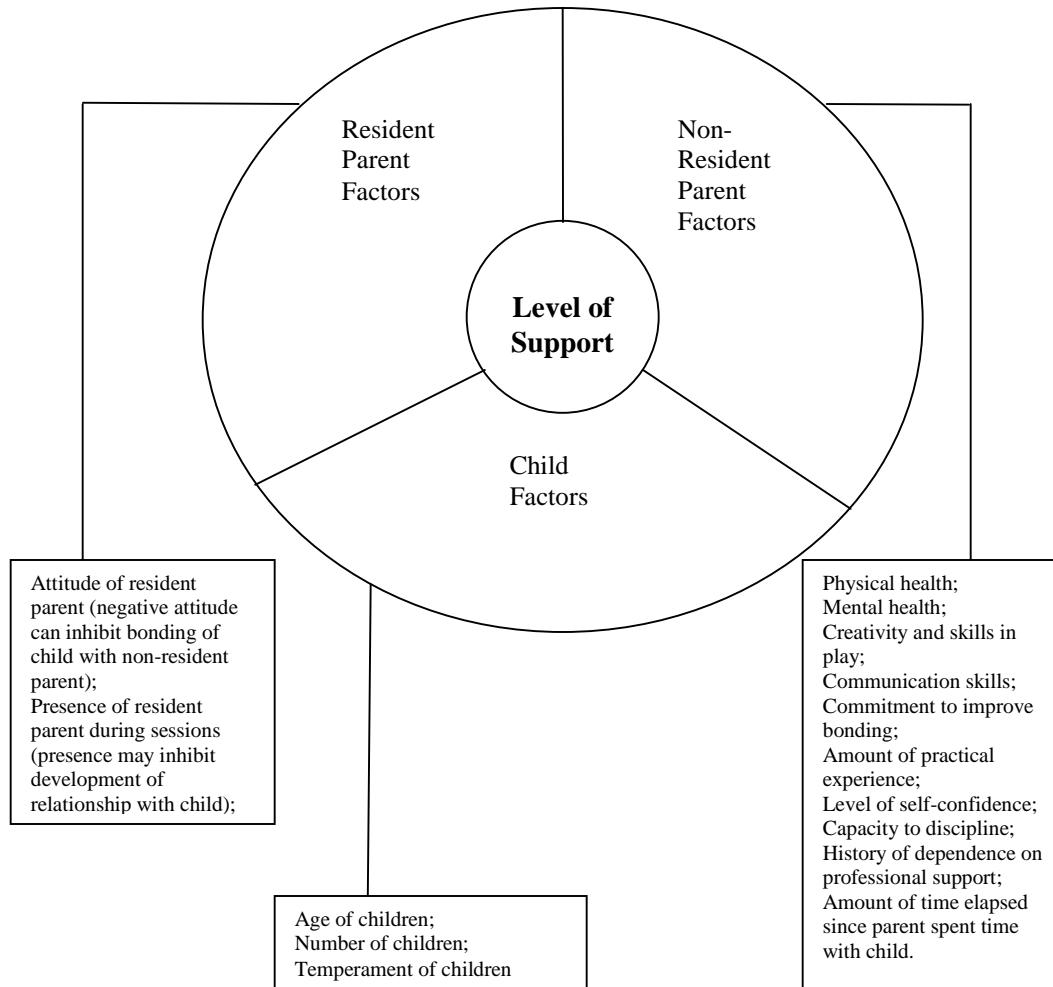 Resident
Parent
Factors
Non-
Resident
Parent
Factors
Level of
Support
Child
Factors
Attitude of resident
parent (negative attitude
can inhibit bonding of
child with non-resident
parent);
Presence of resident
parent during sessions
(presence may inhibit
development of
relationship with child);
Age of children;
Number of children;
Temperament of children
Physical health;
Mental health;
Creativity and skills in
play;
Communication skills;
Commitment to improve
bonding;
Amount of practical
experience;
Level of self-confidence;
Capacity to discipline;
History of dependence on
professional support;
Amount of time elapsed
since parent spent time
with child.